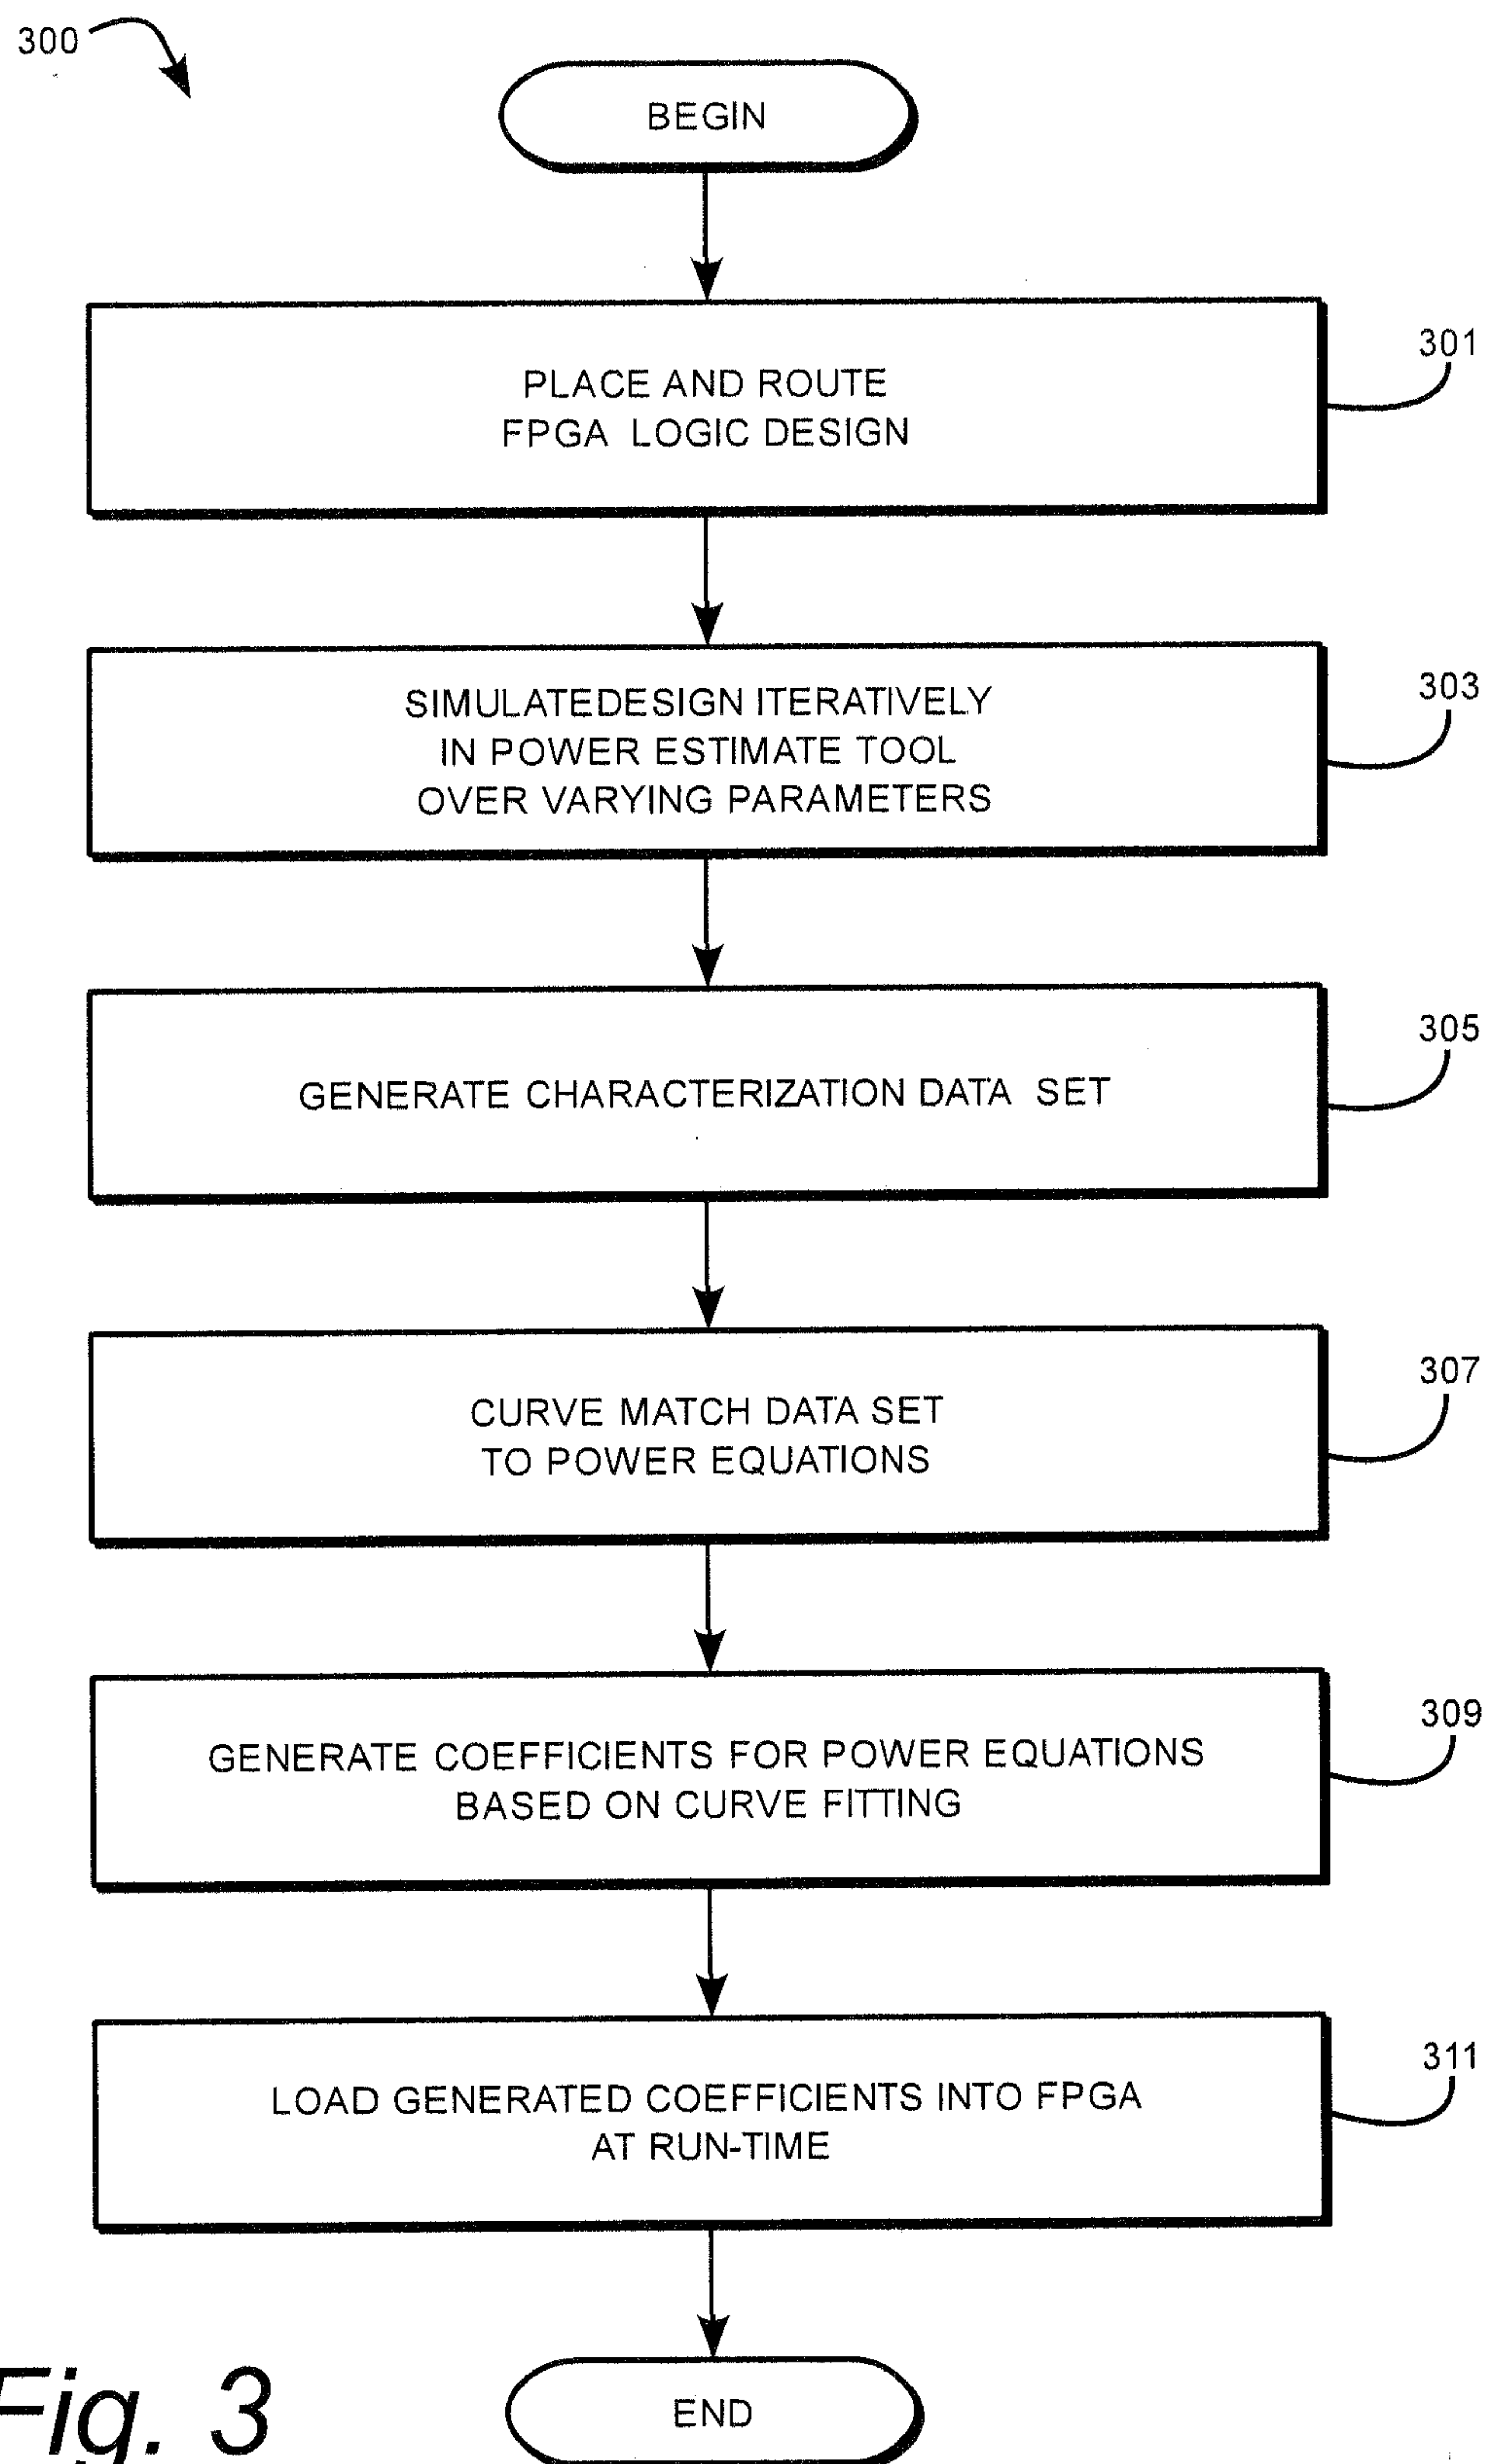 300
BEGIN
PLACE AND ROUTE
FPGA LOGIC DESIGN
301
SIMULATEDESIGN ITERATIVELY
IN POWER ESTIMATE TOOL
OVER VARYING PARAMETERS
303
GENERATE CHARACTERIZATION DATA SET
305
CURVE MATCH DATA SET
TO POWER EQUATIONS
307
GENERATE COEFFICIENTS FOR POWER EQUATIONS
BASED ON CURVE FITTING
309
LOAD GENERATED COEFFICIENTS INTO FPGA
AT RUN-TIME
311
END
Fig. 3